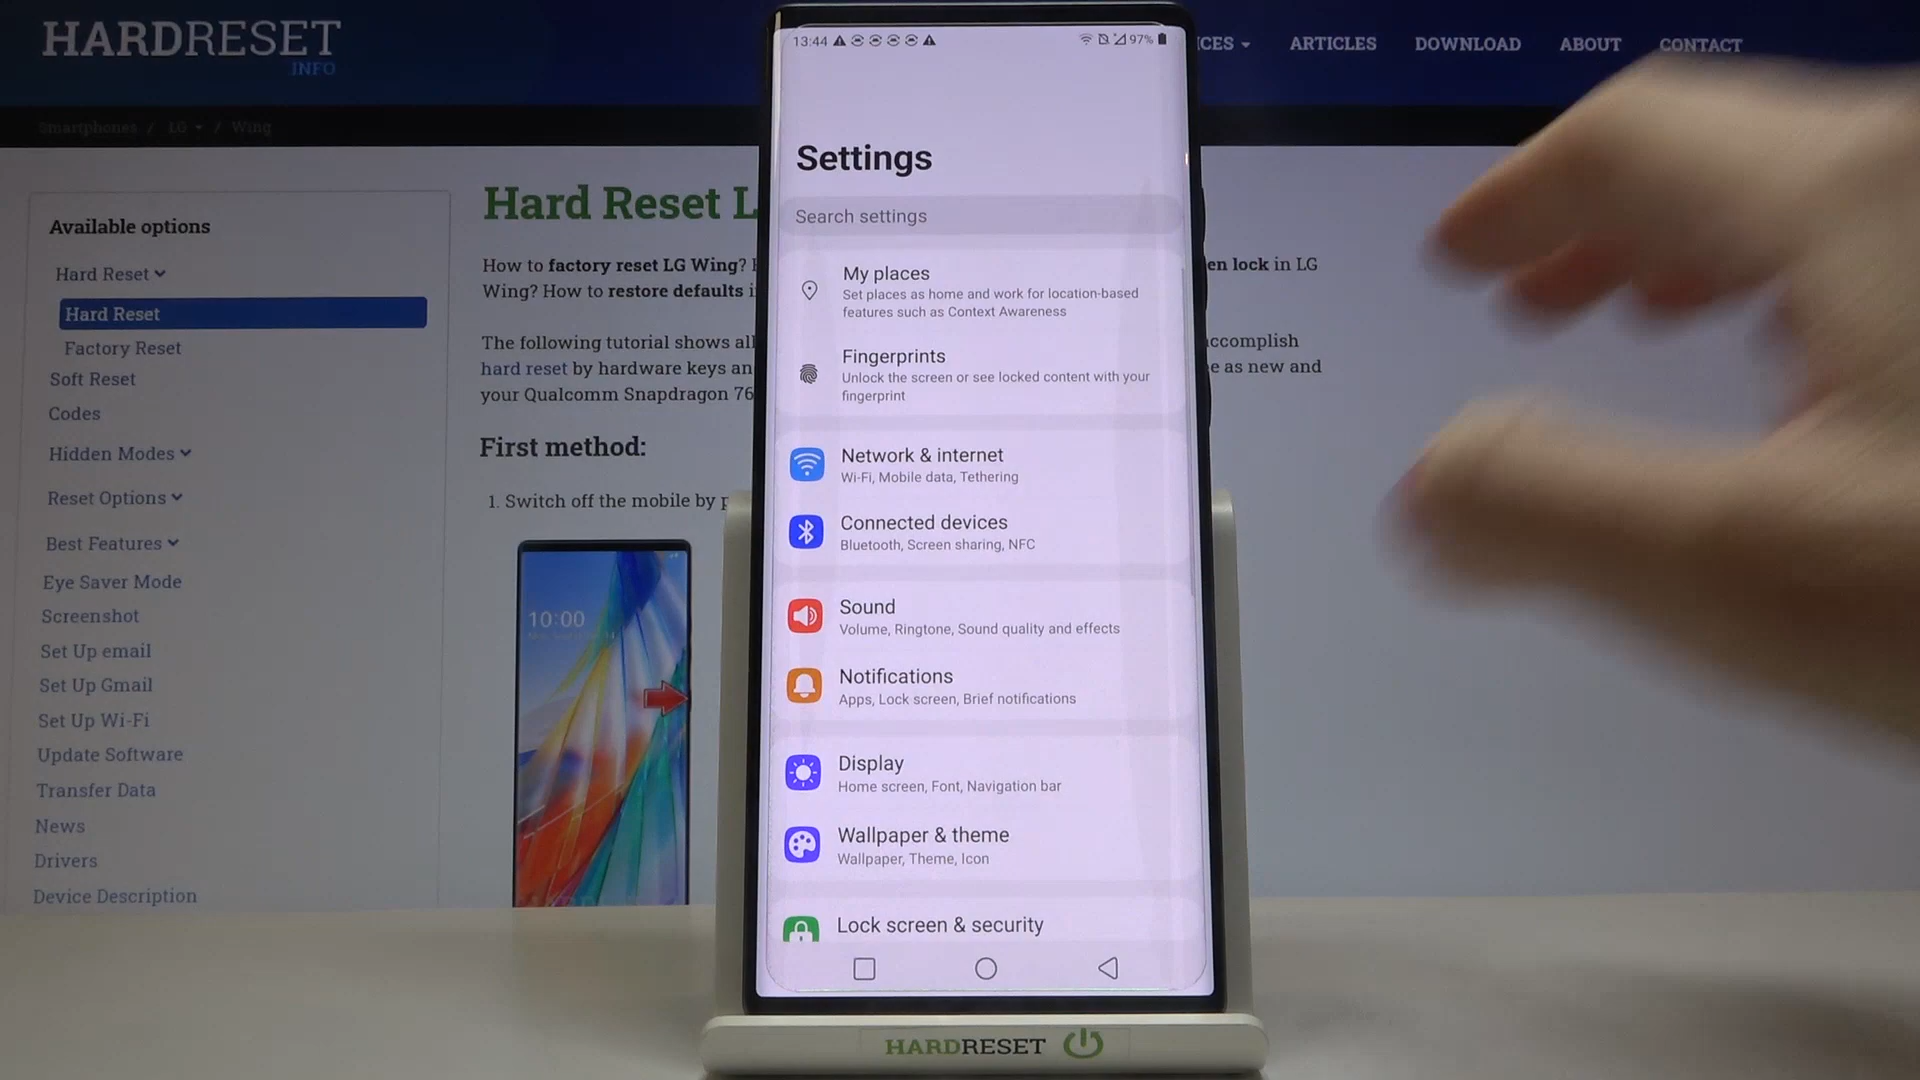 HARDRESET
.INFO
ICES
ARTICLES
DOWNLOAD
ABOUT
CONTACT
Smartphones / LG / Wing
Available options
Hard Reset
Hard Reset
Factory Reset
Soft Reset
Codes
Hidden Modes
Reset Options
Best Features
Eye Saver Mode
Screenshot
Set Up email
Set Up Gmail
Set Up Wi-Fi
Update Software
Transfer Data
News
Drivers
Device Description
Hard Reset L
How to factory reset LG Wing? en lock in LG
Wing? How to restore defaults
The following tutorial shows all accomplish
hard reset by hardware keys an e as new and
your Qualcomm Snapdragon 76
First method:
1. Switch off the mobile by p
10:00
13:44
97%
Settings
Search settings
My places
Set places as home and work for location-based
features such as Context Awareness
Fingerprints
Unlock the screen or see locked content with your
fingerprint
Network & internet
Wi-Fi, Mobile data, Tethering
Connected devices
Bluetooth, Screen sharing, NFC
Sound
Volume, Ringtone, Sound quality and effects
Notifications
Apps, Lock screen, Brief notifications
Display
Home screen, Font, Navigation bar
Wallpaper & theme
Wallpaper, Theme, Icon
Lock screen & security
HARDRESET